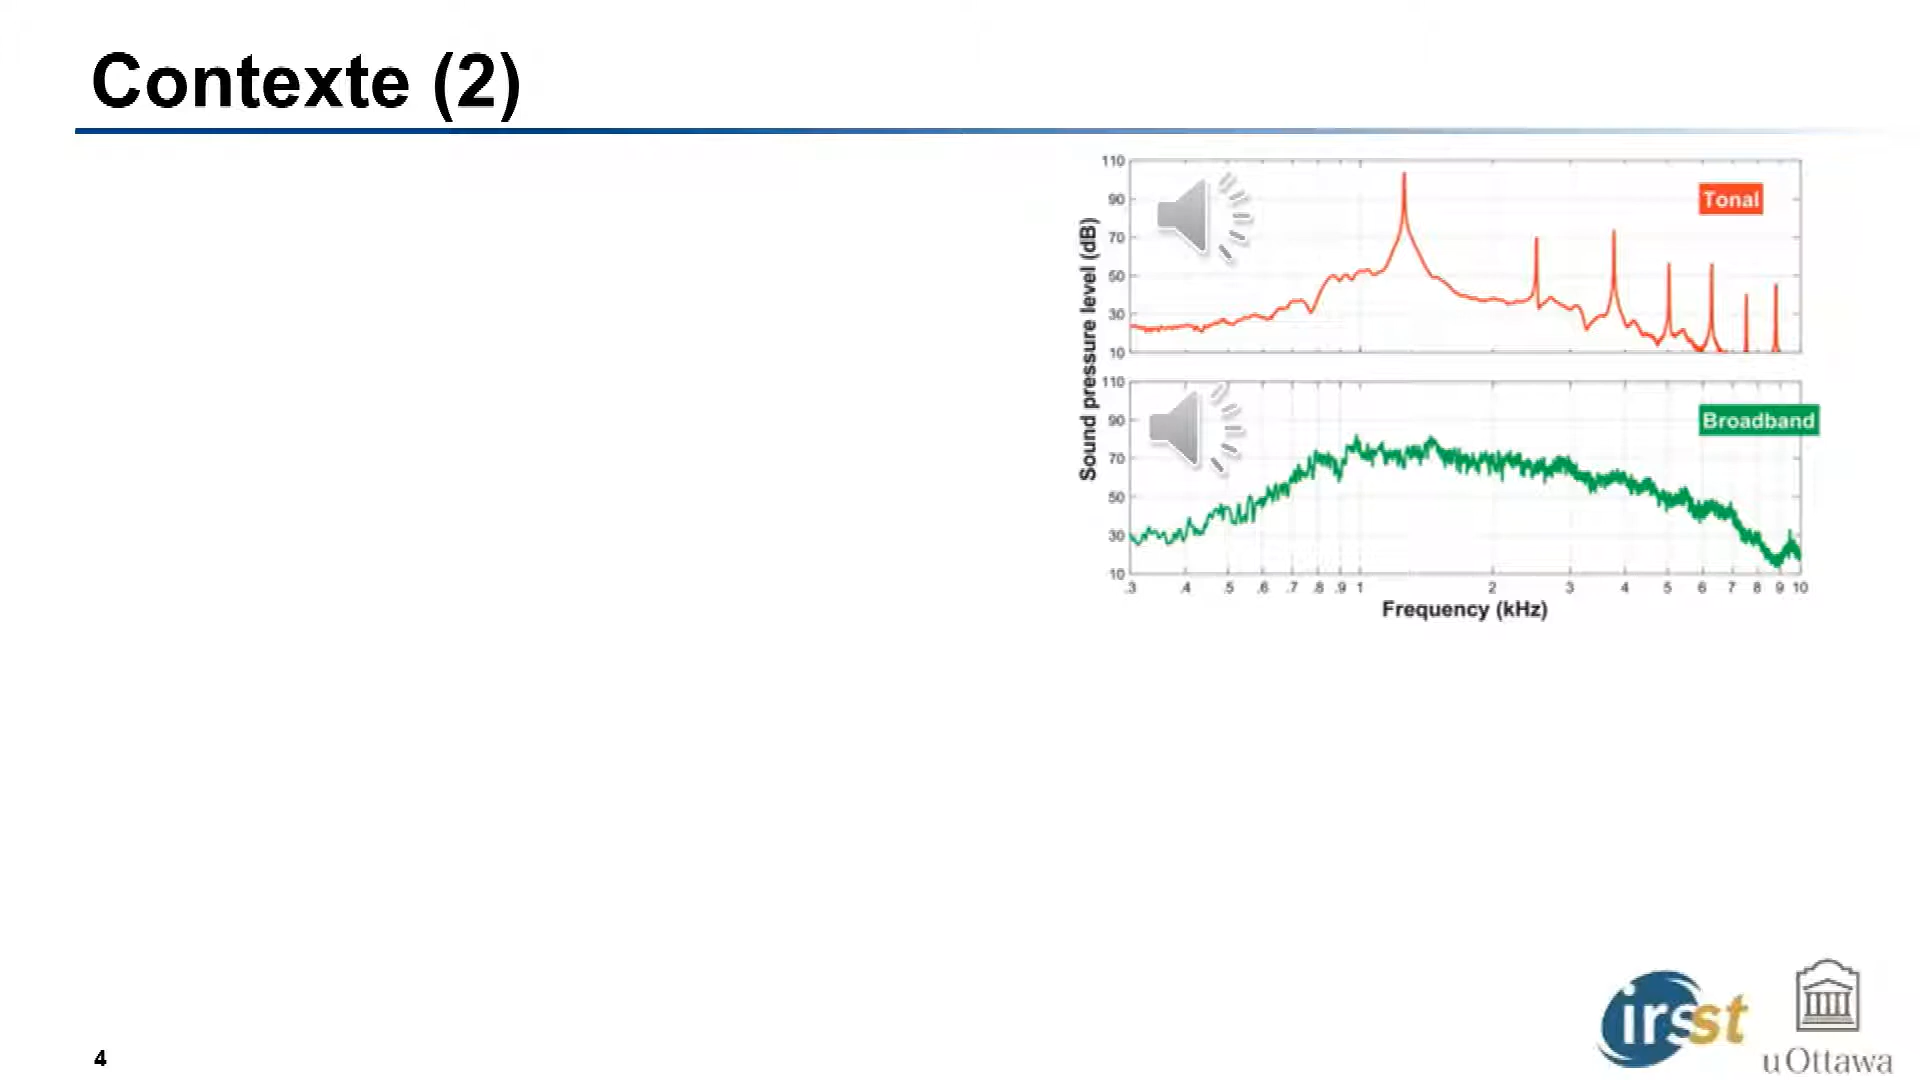 Contexte (2)
110
90
70
50
30
10
Tonal
Sound pressure level (dB)
110
90
70
50
30
10
Broadband
.3 .4 .5 .6 .7 .8 .9 1 2 3 4 5 6 7 8 9 10
Frequency (kHz)
irsst
uOttawa
4